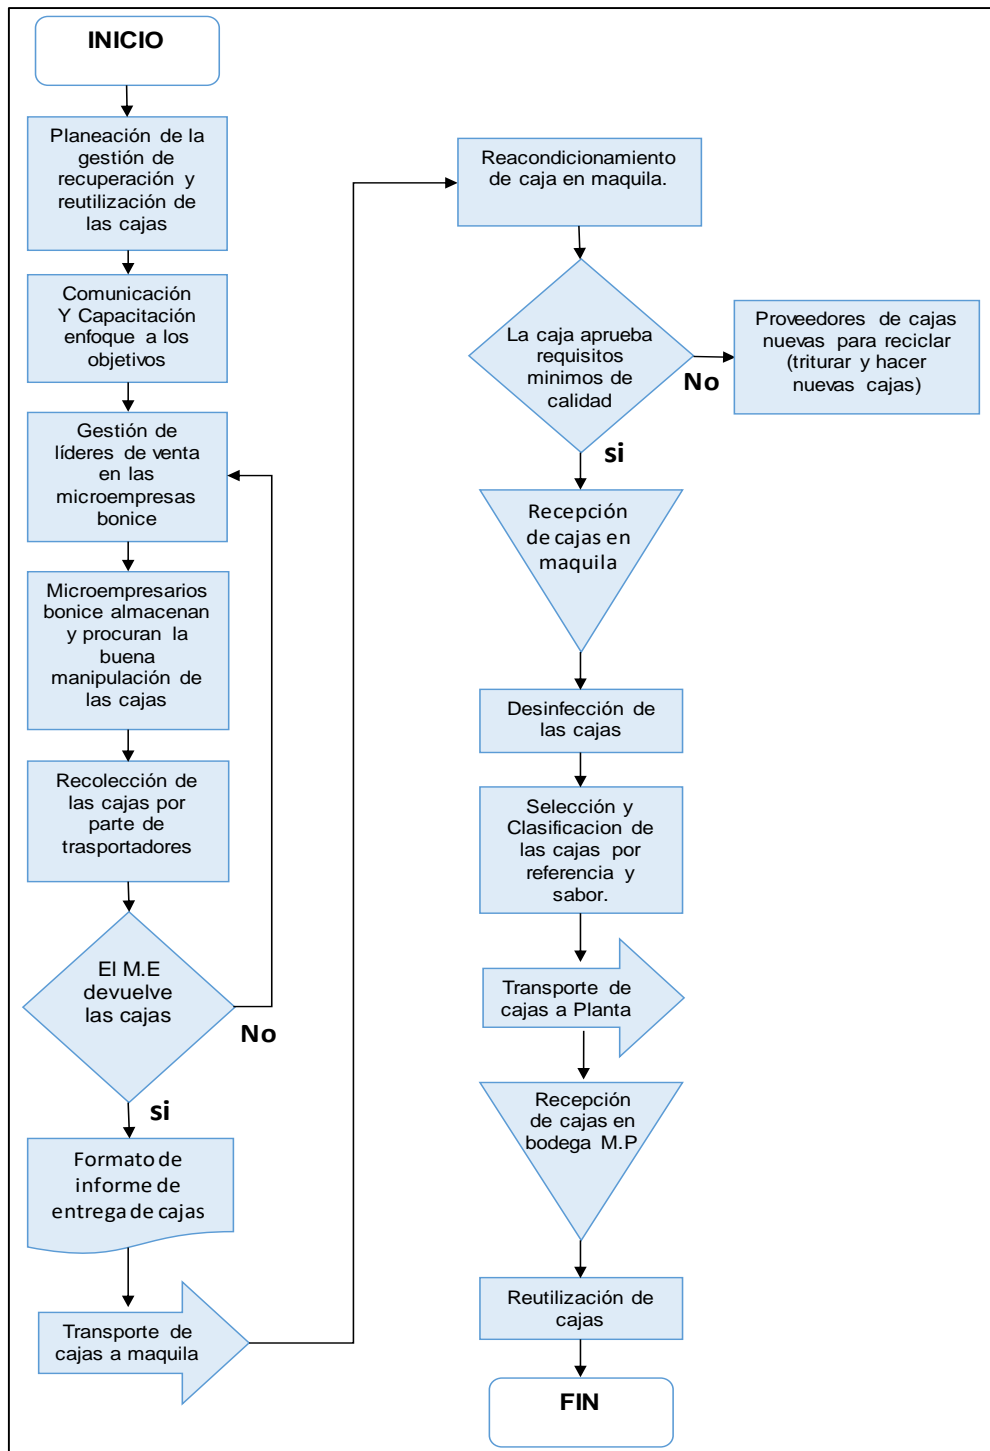 INICIO
Planeación de la
gestión de
recuperación y
reutilización de
las cajas
Comunicación
Y Capacitación
enfoque a los
objetivos
Gestión de
líderes de venta
en las
microempresas
bonice
Microempresarios
bonice almacenan
y procuran la
buena
manipulación de
las cajas
Recolección de
las cajas por
parte de
trasportadores
El M.E
devuelve
las cajas
No
si
Formato de
informe de
entrega de cajas
Transporte de
cajas a maquila
Reacondicionamiento
de caja en maquila.
La caja aprueba
requisitos
minimos de
calidad
No
Proveedores de cajas
nuevas para reciclar
(triturar y hacer
nuevas cajas)
si
Recepción
de cajas en
maquila
Desinfección de
las cajas
Selección y
Clasificacion de
las cajas por
referencia y
sabor.
Transporte de
cajas a Planta
Recepción
de cajas en
bodega M.P
Reutilización de
cajas
FIN